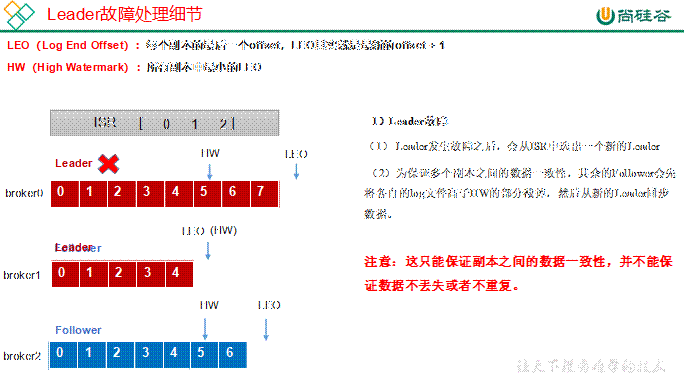 Leader故障处理细节
尚硅谷
LEO（Log End Offset）：每个副本的最后一个offset，LEO其实就是最新的offset + 1
HW（High Watermark）：所有副本中最小的LEO
ISR [ 0 1 2 ]
1）Leader故障
（1） Leader发生故障之后，会从ISR中选出一个新的Leader
（2）为保证多个副本之间的数据一致性，其余的Follower会先
将各自的log文件高于HW的部分截掉，然后从新的Leader同步
数据。
注意：这只能保证副本之间的数据一致性，并不能保
证数据不丢失或者不重复。
HW LEO
Leader
broker0 0 1 2 3 4 5 6 7
LEO (HW)
Leader
Follower
broker1 0 1 2 3 4
HW LEO
Follower
broker2 0 1 2 3 4 5 6
让天下没有难学的技术